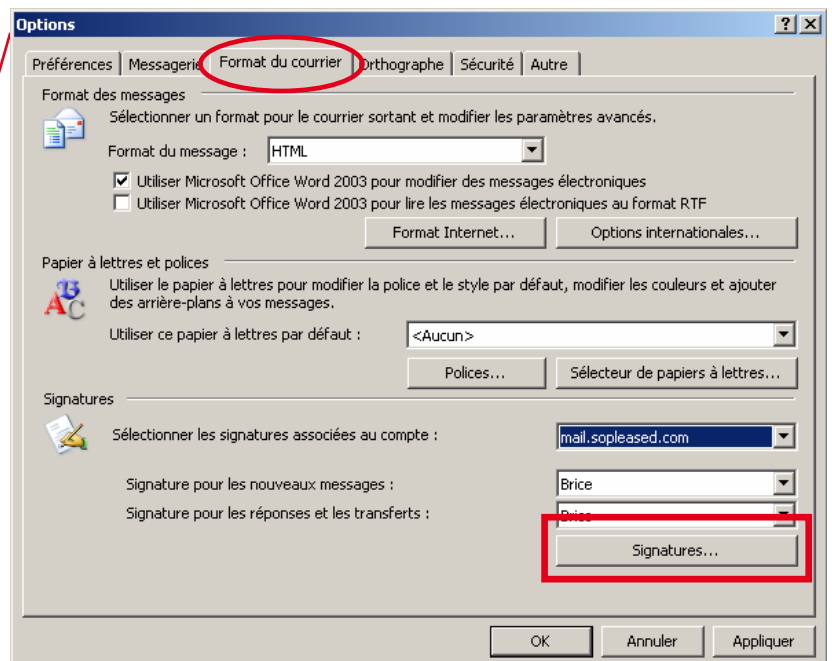 Options
Préférences Messagerie Format du courrier Orthographe Sécurité Autre
Format des messages
Sélectionner un format pour le courrier sortant et modifier les paramètres avancés.
Format du message : HTML
Utiliser Microsoft Office Word 2003 pour modifier des messages électroniques
Utiliser Microsoft Office Word 2003 pour lire les messages électroniques au format RTF
Format Internet... Options internationales...
Papier à lettres et polices
Utiliser le papier à lettres pour modifier la police et le style par défaut, modifier les couleurs et ajouter
des arrière-plans à vos messages.
Utiliser ce papier à lettres par défaut : <Aucun>
Polices... Sélecteur de papiers à lettres...
Signatures
Sélectionner les signatures associées au compte : mail.sopleased.com
Signature pour les nouveaux messages : Brice
Signature pour les réponses et les transferts : Brice
Signatures...
OK Annuler Appliquer